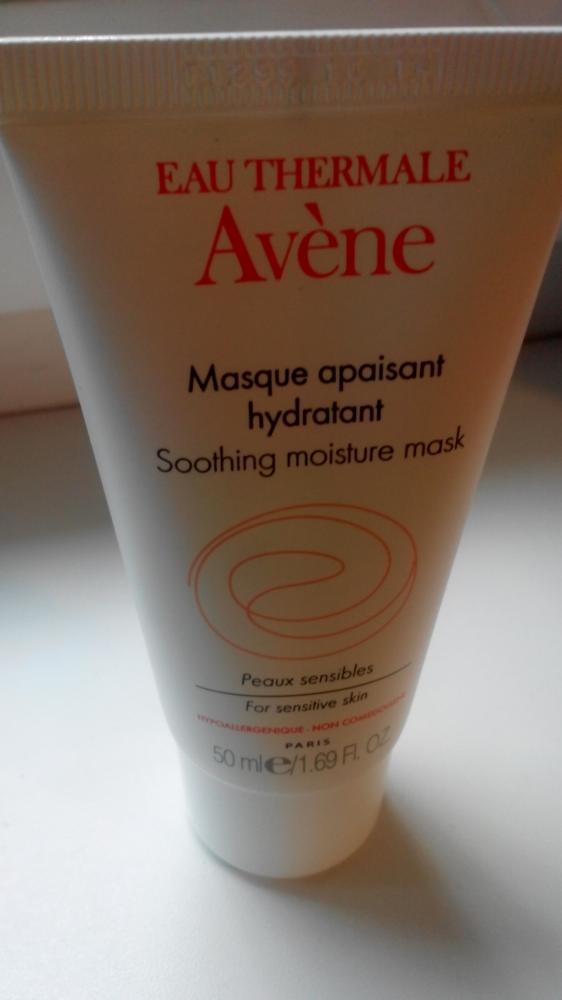 EAU THERMALE
Avène
Masque apaisant
hydratant
Soothing moisture mask
Peaux sensibles
For sensitive skin
HYPOALLERGENIQUE - NON COMEDOGENE
PARIS
50 ml e/1.69 Fl. OZ